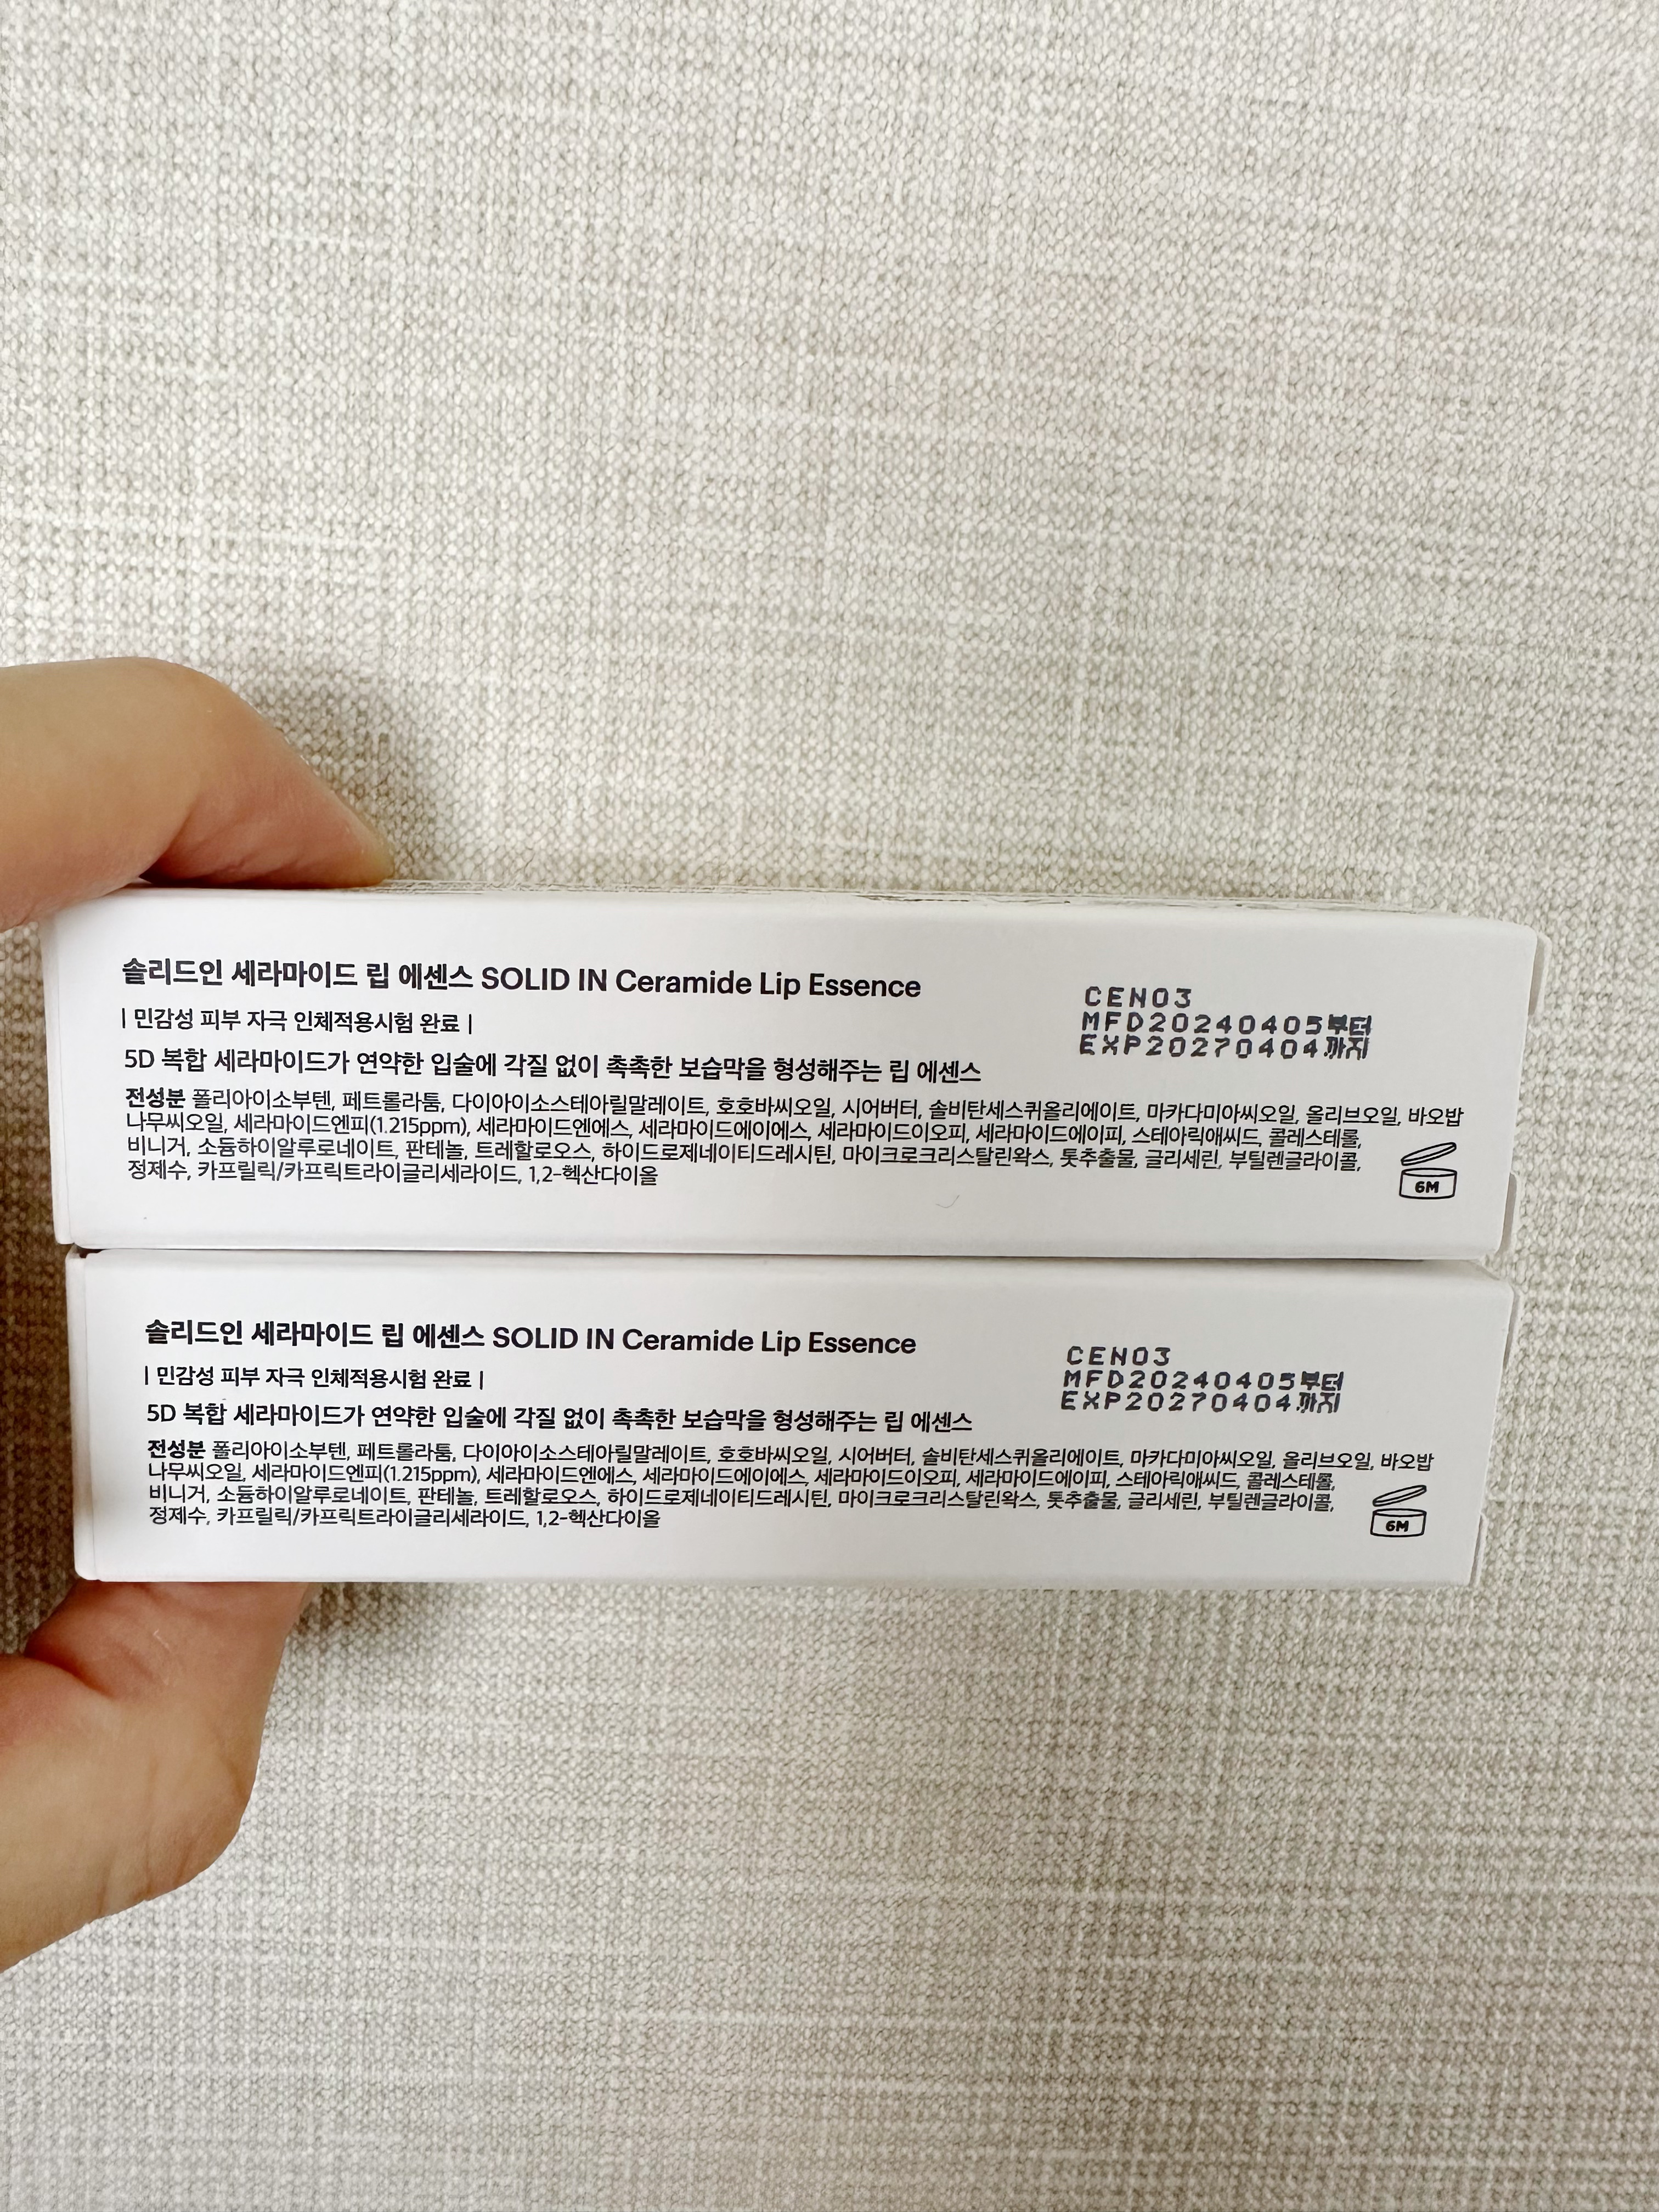 솔리드인 세라마이드 립 에센스 SOLID IN Ceramide Lip Essence
| 민감성 피부 자극 인체적용시험 완료 |
5D 복합 세라마이드가 연약한 입술에 각질 없이 촉촉한 보습막을 형성해주는 립 에센스
전성분 폴리아이소부텐, 페트롤라툼, 다이아이소스테아릴말레이트, 호호바씨오일, 시어버터, 솔비탄세스퀴올리에이트, 마카다미아씨오일, 올리브오일, 바오밥
나무씨오일, 세라마이드엔피(1.215ppm), 세라마이드엔에스, 세라마이드에이에스, 세라마이드이오피, 세라마이드에이피, 스테아릭애씨드, 콜레스테롤,
비니거, 소듐하이알루로네이트, 판테놀, 트레할로오스, 하이드로제네이티드레시틴, 마이크로크리스탈린왁스, 톳추출물, 글리세린, 부틸렌글라이콜,
정제수, 카프릴릭/카프릭트라이글리세라이드, 1,2-헥산다이올
CEN03
MFD20240405부터
EXP20270404까지
6M
솔리드인 세라마이드 립 에센스 SOLID IN Ceramide Lip Essence
| 민감성 피부 자극 인체적용시험 완료 |
5D 복합 세라마이드가 연약한 입술에 각질 없이 촉촉한 보습막을 형성해주는 립 에센스
전성분 폴리아이소부텐, 페트롤라툼, 다이아이소스테아릴말레이트, 호호바씨오일, 시어버터, 솔비탄세스퀴올리에이트, 마카다미아씨오일, 올리브오일, 바오밥
나무씨오일, 세라마이드엔피(1.215ppm), 세라마이드엔에스, 세라마이드에이에스, 세라마이드이오피, 세라마이드에이피, 스테아릭애씨드, 콜레스테롤,
비니거, 소듐하이알루로네이트, 판테놀, 트레할로오스, 하이드로제네이티드레시틴, 마이크로크리스탈린왁스, 톳추출물, 글리세린, 부틸렌글라이콜,
정제수, 카프릴릭/카프릭트라이글리세라이드, 1,2-헥산다이올
CEN03
MFD20240405부터
EXP20270404까지
6M